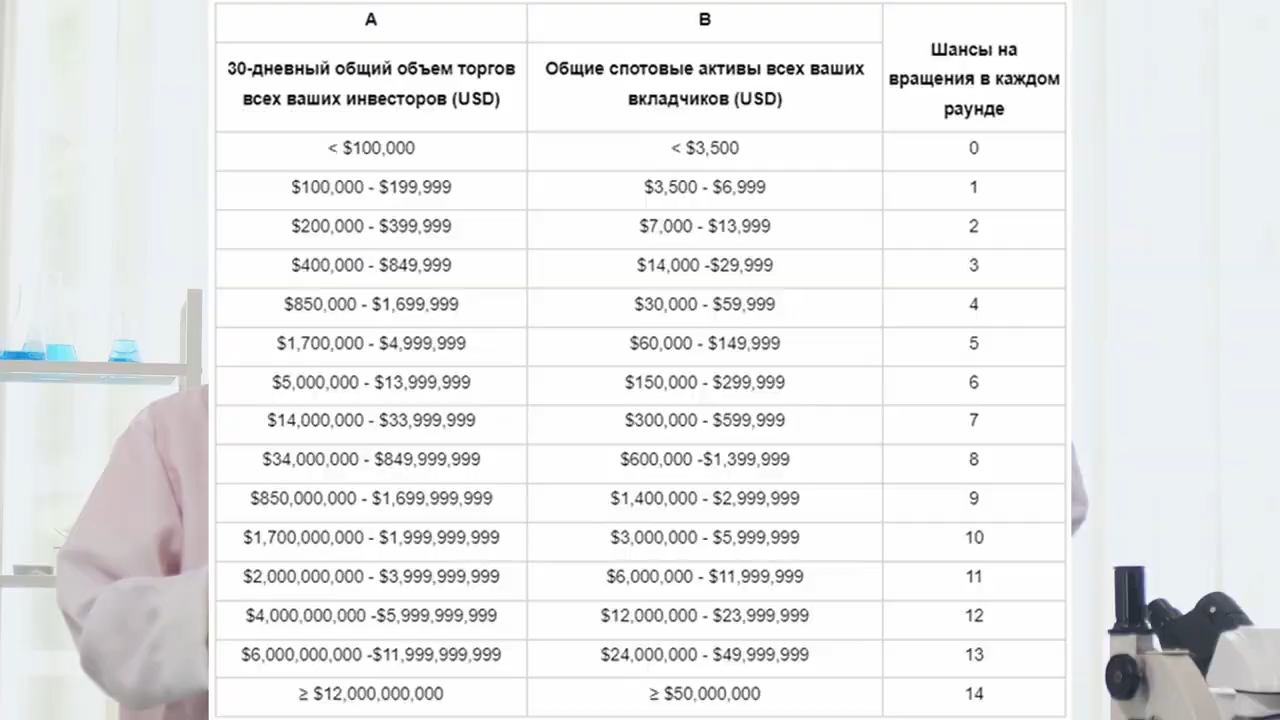 A
B
Шансы на
вращения в каждом
раунде
30-дневный общий объем торгов
всех ваших инвесторов (USD)
Общие спотовые активы всех ваших
вкладчиков (USD)
< $100,000
< $3,500
0
$100,000 - $199,999
$3,500 - $6,999
1
$200,000 - $399,999
$7,000 - $13,999
2
$400,000 - $849,999
$14,000 -$29,999
3
$850,000 - $1,699,999
$30,000 - $59,999
4
$1,700,000 - $4,999,999
$60,000 - $149,999
5
$5,000,000 - $13,999,999
$150,000 - $299,999
6
$14,000,000 - $33,999,999
$300,000 - $599,999
7
$34,000,000 - $849,999,999
$600,000 -$1,399,999
8
$850,000,000 - $1,699,999,999
$1,400,000 - $2,999,999
9
$1,700,000,000 - $1,999,999,999
$3,000,000 - $5,999,999
10
$2,000,000,000 - $3,999,999,999
$6,000,000 - $11,999,999
11
$4,000,000,000 -$5,999,999,999
$12,000,000 - $23,999,999
12
$6,000,000,000 -$11,999,999,999
$24,000,000 - $49,999,999
13
≥ $12,000,000,000
≥ $50,000,000
14